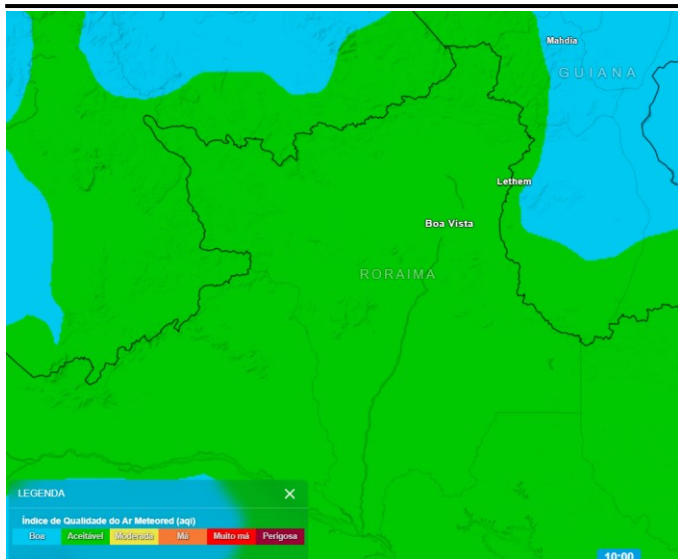 Mahdia
GUIANA
Lethem
Boa Vista
RORAIMA
LEGENDA
Índice de Qualidade do Ar Meteored (aqi)
Boa Aceitável Moderada Má Muito má Perigosa
10:00